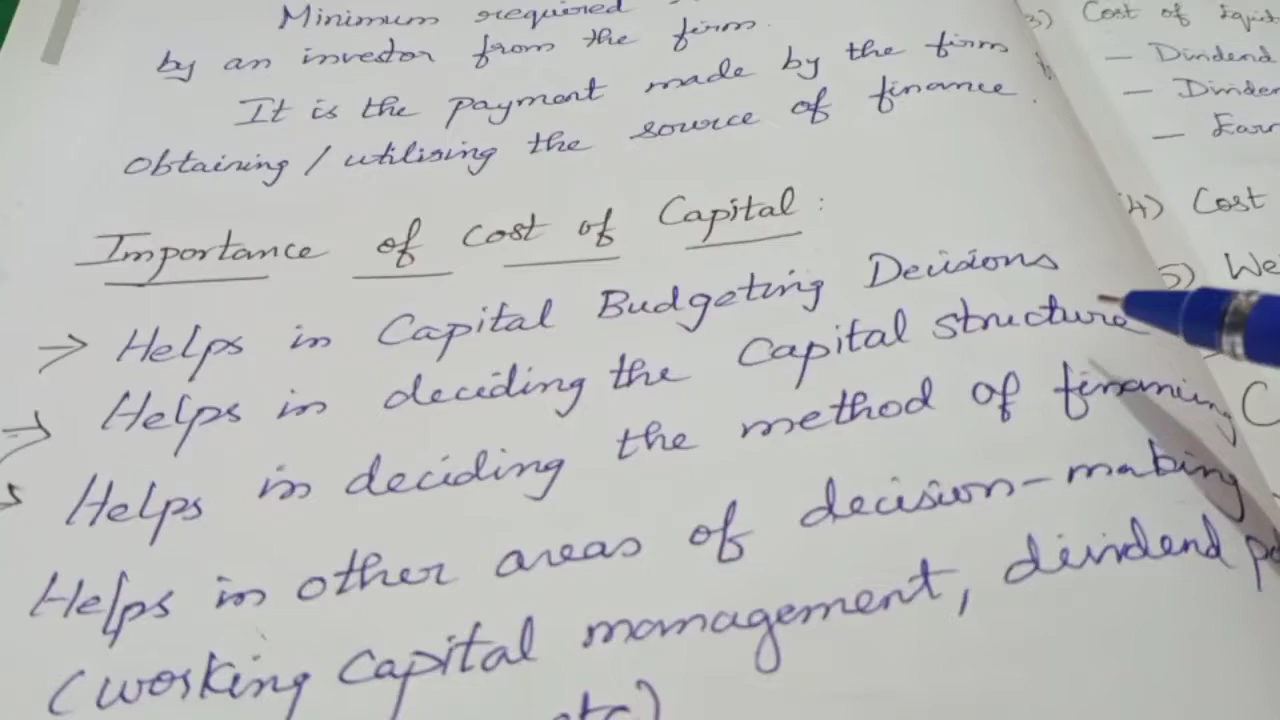 Minimum required
by an investor from the firm.
It is the payment made by the firm
obtaining / utilising the source of finance.
Importance of Cost of Capital :
→ Helps in Capital Budgeting Decisions
→ Helps in deciding the Capital structure
Helps in deciding the method of financing
Helps in other areas of decision-making
(working capital management, dividend
etc)
3) Cost of
— Dividend
—
—
4) Cost
5)